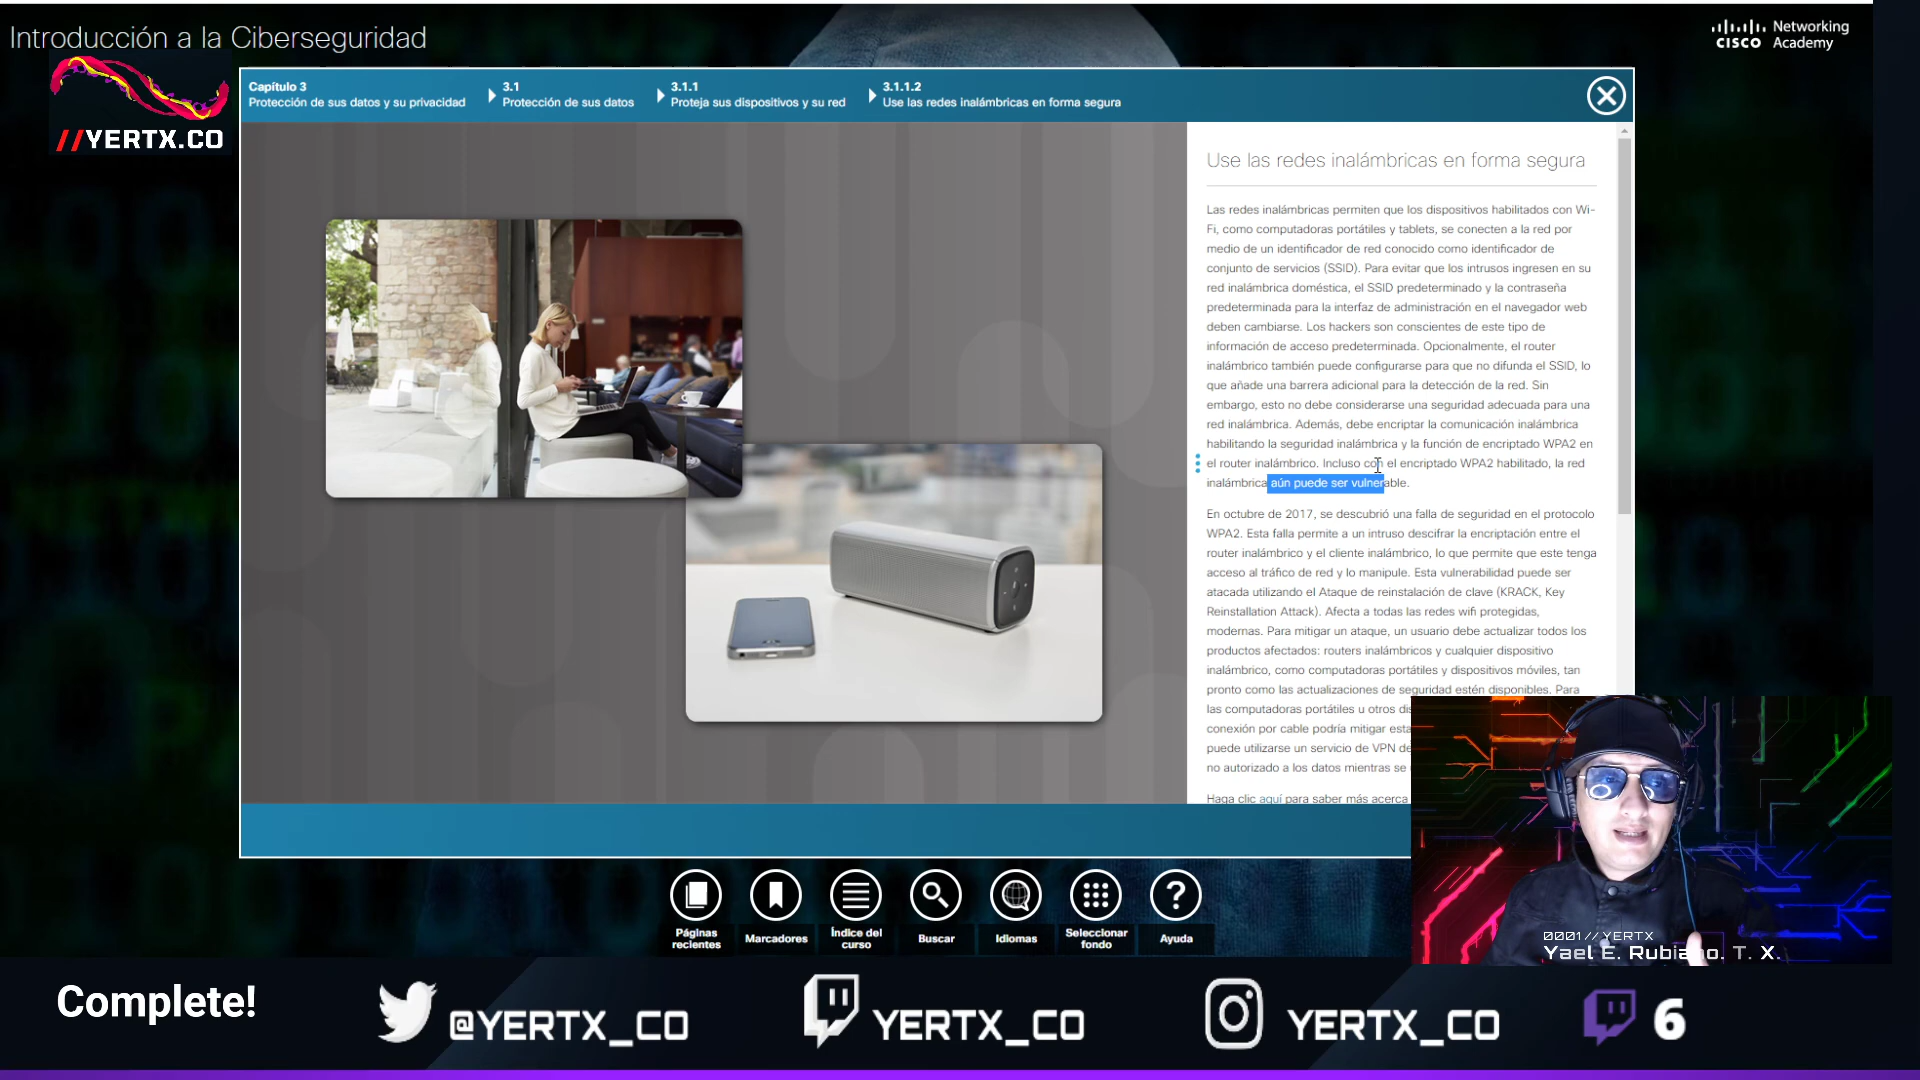 Introducción a la Ciberseguridad
Networking
CISCO Academy
//YERTX.CO
Capítulo 3
Protección de sus datos y su privacidad
3.1
Protección de sus datos
3.1.1
Proteja sus dispositivos y su red
3.1.1.2
Use las redes inalámbricas en forma segura
Use las redes inalámbricas en forma segura
Las redes inalámbricas permiten que los dispositivos habilitados con Wi-
Fi, como computadoras portátiles y tablets, se conecten a la red por
medio de un identificador de red conocido como identificador de
conjunto de servicios (SSID). Para evitar que los intrusos ingresen en su
red inalámbrica doméstica, el SSID predeterminado y la contraseña
predeterminada para la interfaz de administración en el navegador web
deben cambiarse. Los hackers son conscientes de este tipo de
información de acceso predeterminada. Opcionalmente, el router
inalámbrico también puede configurarse para que no difunda el SSID, lo
que añade una barrera adicional para la detección de la red. Sin
embargo, esto no debe considerarse una seguridad adecuada para una
red inalámbrica. Además, debe encriptar la comunicación inalámbrica
habilitando la seguridad inalámbrica y la función de encriptado WPA2 en
el router inalámbrico. Incluso con el encriptado WPA2 habilitado, la red
inalámbrica aún puede ser vulnerable.
En octubre de 2017, se descubrió una falla de seguridad en el protocolo
WPA2. Esta falla permite a un intruso descifrar la encriptación entre el
router inalámbrico y el cliente inalámbrico, lo que permite que este tenga
acceso al tráfico de red y lo manipule. Esta vulnerabilidad puede ser
atacada utilizando el Ataque de reinstalación de clave (KRACK, Key
Reinstallation Attack). Afecta a todas las redes wifi protegidas,
modernas. Para mitigar un ataque, un usuario debe actualizar todos los
productos afectados: routers inalámbricos y cualquier dispositivo
inalámbrico, como computadoras portátiles y dispositivos móviles, tan
pronto como las actualizaciones de seguridad estén disponibles. Para
las computadoras portátiles u otros
conexión por cable podría mitigar
puede utilizarse un servicio de VPN
no autorizado a los datos mientras se
Haga clic aquí para saber más acerca
Páginas recientes
Marcadores
Índice del curso
Buscar
Idiomas
Seleccionar fondo
Ayuda
0001 // YERTX
Yael E. Rubiano. T. X.
Complete!
@YERTX_CO
YERTX_CO
YERTX_CO
6